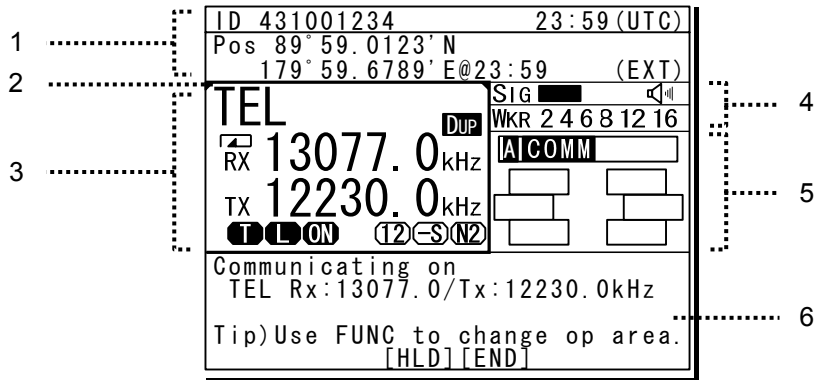 ID 431001234 23:59(UTC)
Pos 89°59.0123'N
179°59.6789'E@23:59 (EXT)
TEL
DUP
RX 13077.0kHz
TX 12230.0kHz
T L ON 12 -S N2
SIG
WKR 2 4 6 8 12 16
A COMM
Communicating on
TEL Rx:13077.0/Tx:12230.0kHz
Tip)Use FUNC to change op area.
[HLD][END]
1
2
3
4
5
6